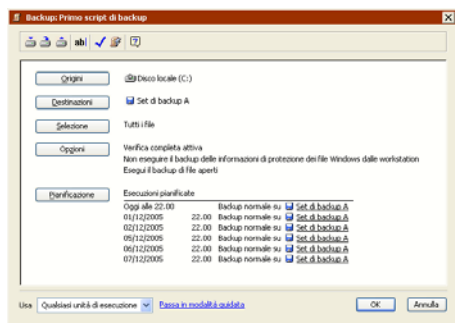 Backup: Primo script di backup
abl
Origini
Disco locale (C:)
Destinazioni
Set di backup A
Selezione
Tutti i file
Opzioni
Verifica completa attiva
Non eseguire il backup delle informazioni di protezione dei file Windows dalle workstation
Esegui il backup di file aperti
Pianificazione
Esecuzioni pianificate
Oggi alle 22.00 Backup normale su Set di backup A
01/12/2005 22.00 Backup normale su Set di backup A
02/12/2005 22.00 Backup normale su Set di backup A
05/12/2005 22.00 Backup normale su Set di backup A
06/12/2005 22.00 Backup normale su Set di backup A
07/12/2005 22.00 Backup normale su Set di backup A
Usa Qualsiasi unità di esecuzione Passa in modalità guidata OK Annulla